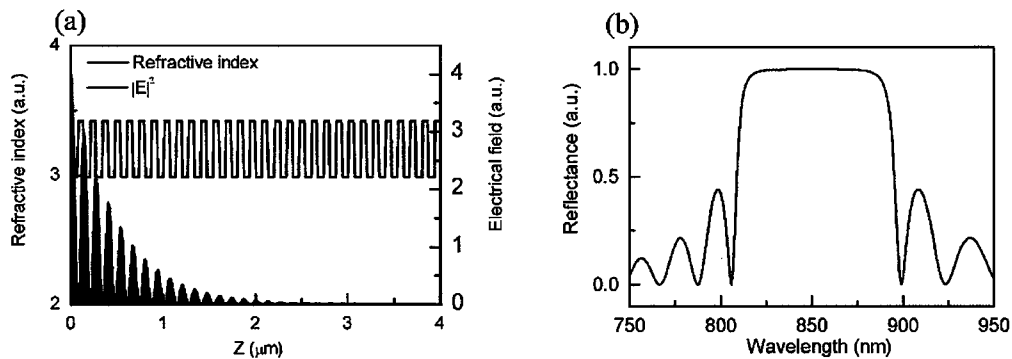 (a)
4
3
2
Refractive index (a.u.)
Refractive index
|E|²
4
3
2
1
0
Electrical field (a.u.)
0 1 2 3 4
Z (μm)
(b)
1.0
0.5
0.0
Reflectance (a.u.)
750 800 850 900 950
Wavelength (nm)